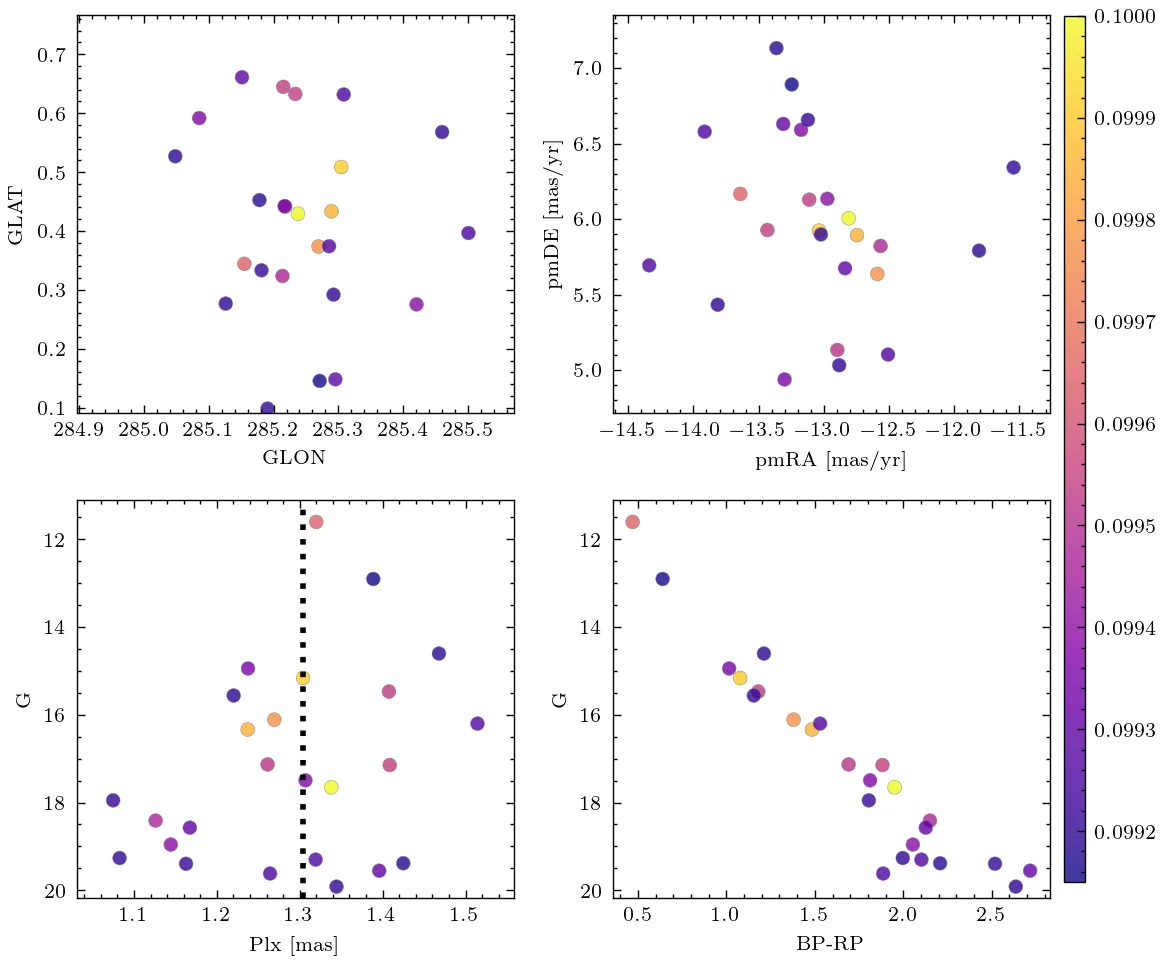 0.7
0.6
0.5
0.4
0.3
0.2
0.1
GLAT
284.9 285.0 285.1 285.2 285.3 285.4 285.5
GLON
7.0
6.5
6.0
5.5
5.0
pmDE [mas/yr]
−14.5 −14.0 −13.5 −13.0 −12.5 −12.0 −11.5
pmRA [mas/yr]
12
14
16
18
20
G
1.1 1.2 1.3 1.4 1.5
Plx [mas]
12
14
16
18
20
G
0.5 1.0 1.5 2.0 2.5
BP-RP
0.1000
0.0999
0.0998
0.0997
0.0996
0.0995
0.0994
0.0993
0.0992